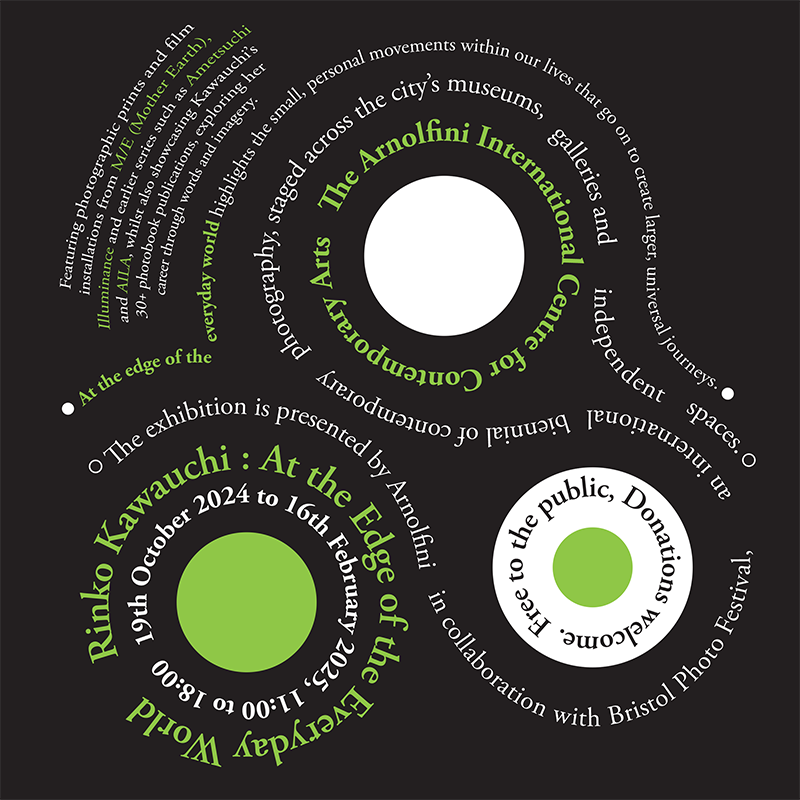 Featuring photographic prints and film
installations from M/E (Mother Earth),
Illuminance and earlier series such as Ametsuchi
and AILA, whilst also showcasing Kawauchi's
30+ photobook publications, exploring her
career through words and imagery.
At the edge of the everyday world highlights the small, personal movements within our lives that go on to create larger, universal journeys.
The Arnolfini International Centre for Contemporary Arts
The exhibition is presented by Arnolfini in collaboration with Bristol Photo Festival,
an international biennial of contemporary photography, staged across the city's museums, galleries and independent spaces.
Rinko Kawauchi : At the Edge of the Everyday World
19th October 2024 to 16th February 2025, 11:00 to 18:00
Free to the public, Donations welcome.